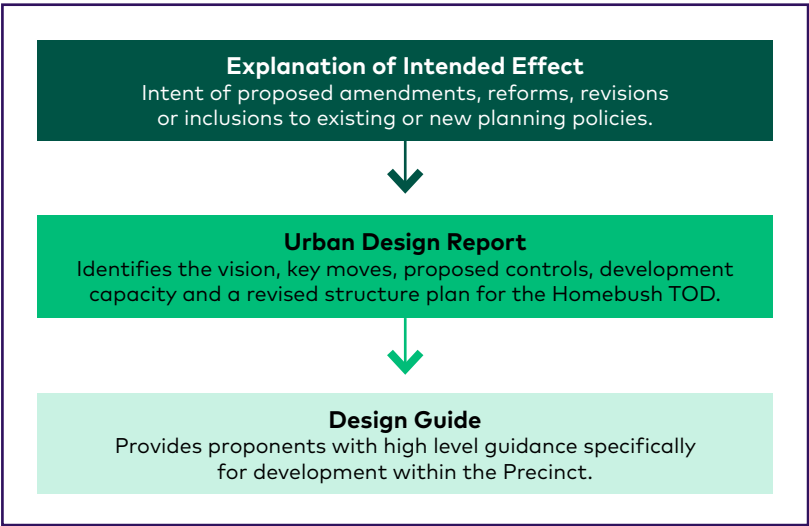 Explanation of Intended Effect
Intent of proposed amendments, reforms, revisions
or inclusions to existing or new planning policies.
Urban Design Report
Identifies the vision, key moves, proposed controls, development
capacity and a revised structure plan for the Homebush TOD.
Design Guide
Provides proponents with high level guidance specifically
for development within the Precinct.